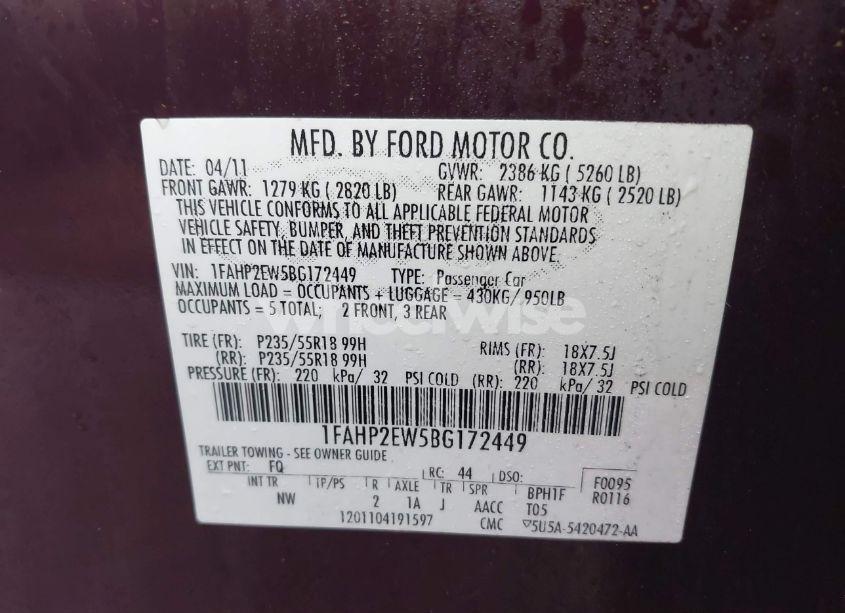 MFD. BY FORD MOTOR CO.
DATE: 04/11 GVWR: 2386 KG ( 5260 LB)
FRONT GAWR: 1279 KG ( 2820 LB) REAR GAWR: 1143 KG ( 2520 LB)
THIS VEHICLE CONFORMS TO ALL APPLICABLE FEDERAL MOTOR
VEHICLE SAFETY, BUMPER, AND THEFT PREVENTION STANDARDS
IN EFFECT ON THE DATE OF MANUFACTURE SHOWN ABOVE.
VIN: 1FAHP2EW5BG172449 TYPE: Passenger Car
MAXIMUM LOAD = OCCUPANTS + LUGGAGE = 430KG/ 950LB
OCCUPANTS = 5 TOTAL; 2 FRONT, 3 REAR
wheelwise
TIRE (FR): P235/55R18 99H RIMS (FR): 18X7.5J
(RR): P235/55R18 99H (RR): 18X7.5J
PRESSURE (FR): 220 kPa/ 32 PSI COLD (RR): 220 kPa/ 32 PSI COLD
1FAHP2EW5BG172449
TRAILER TOWING - SEE OWNER GUIDE
EXT PNT: FQ RC: 44 DSO: F0095
INT TR TP/PS R AXLE TR SPR BPH1F R0116
NW 2 1A J AACC T05
1201104191597 CMC 5U5A-5420472-AA